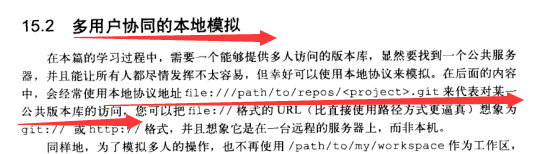 15.2 多用户协同的本地模拟
在本篇的学习过程中，需要一个能够提供多人访问的版本库，显然要找到一个公共服务
器，并且能让所有人都尽情发挥不太容易，但幸好可以使用本地协议来模拟。在后面的内容
中，会经常使用本地协议地址 file:///path/to/repos/<project>.git 来代表对某一
公共版本库的访问，您可以把 file:// 格式的 URL（比直接使用路径方式更逼真）想象为
git:// 或 http:// 格式，并且想象它是在一台远程的服务器上，而非本机。
同样地，为了模拟多人的操作，也不再使用 /path/to/my/workspace 作为工作区，